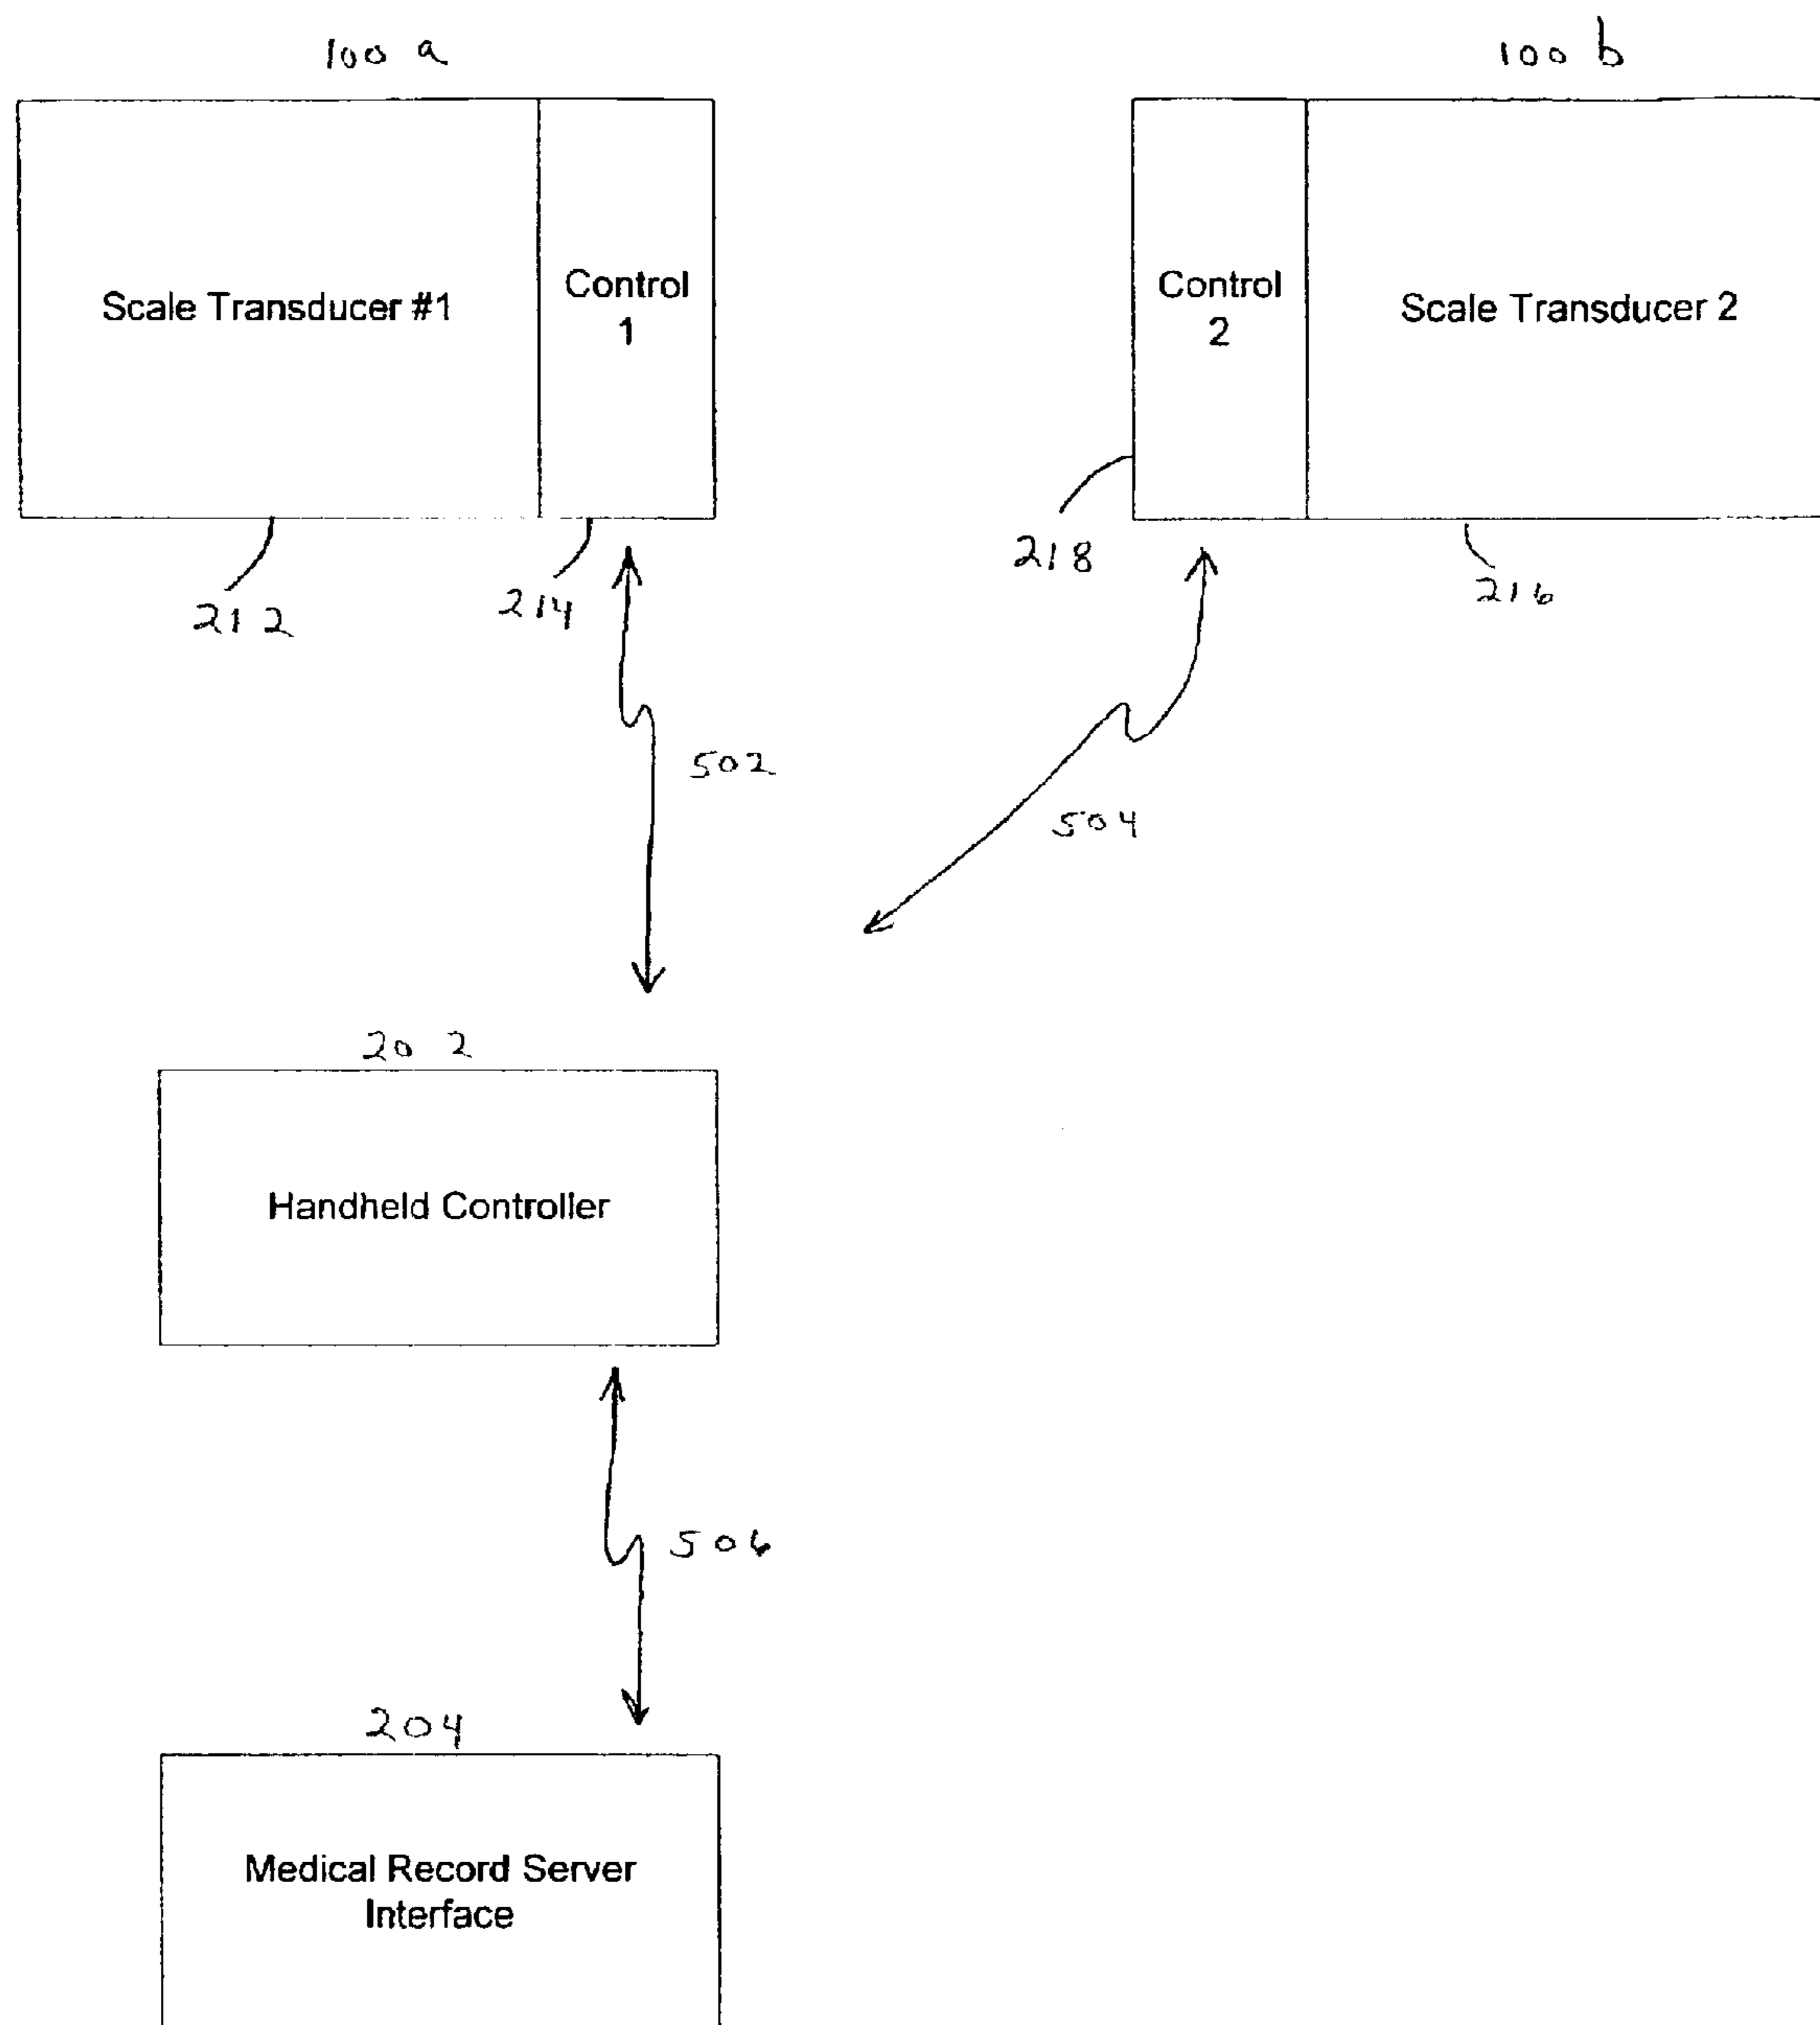 100 a
100 b
Scale Transducer #1
Control
1
Control
2
Scale Transducer 2
212
214
218
216
502
504
202
Handheld Controller
506
204
Medical Record Server
Interface